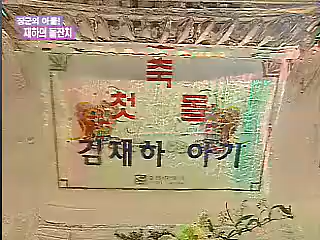 장군의 아들!
재하의 돌잔치
축
첫 돌
김재하 아기